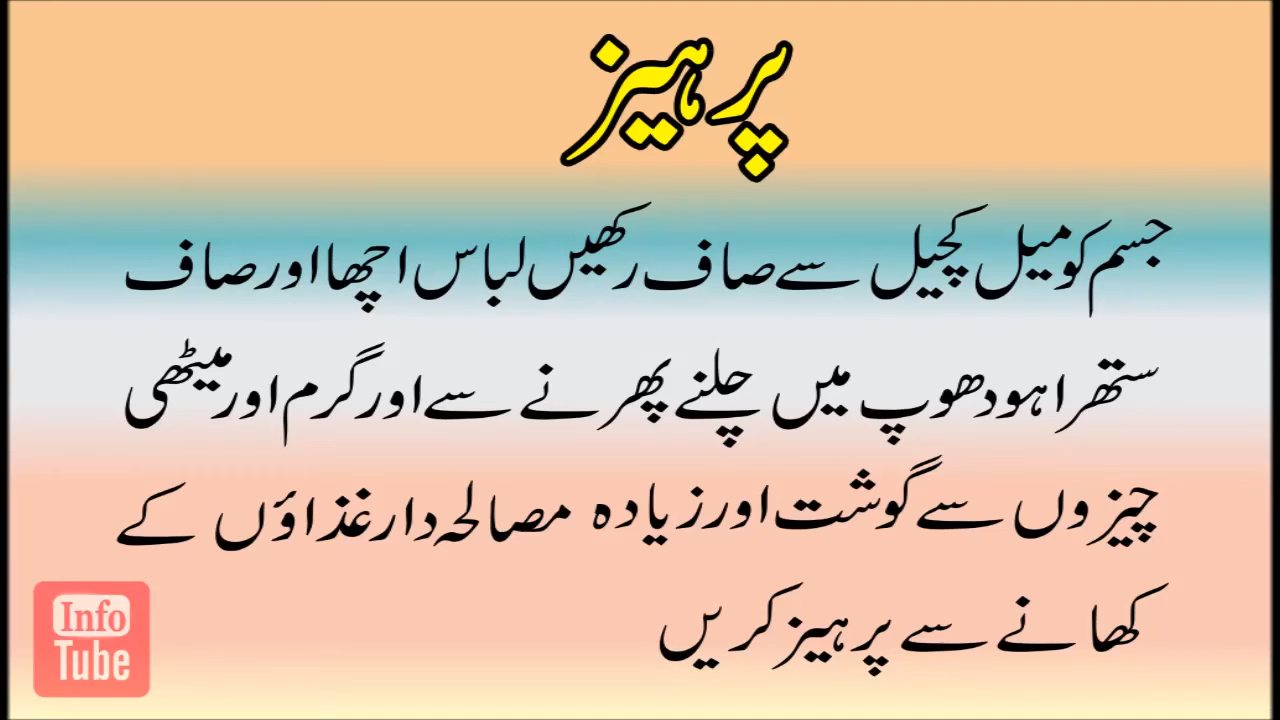 پرہیز
جسم کو میل کچیل سے صاف رکھیں لباس اچھا اور صاف
ستھرا ہو دھوپ میں چلنے پھرنے سے اور گرم اور میٹھی
چیزوں سے گوشت اور زیادہ مصالحہ دار غذاؤں کے
کھانے سے پرہیز کریں
Info
Tube